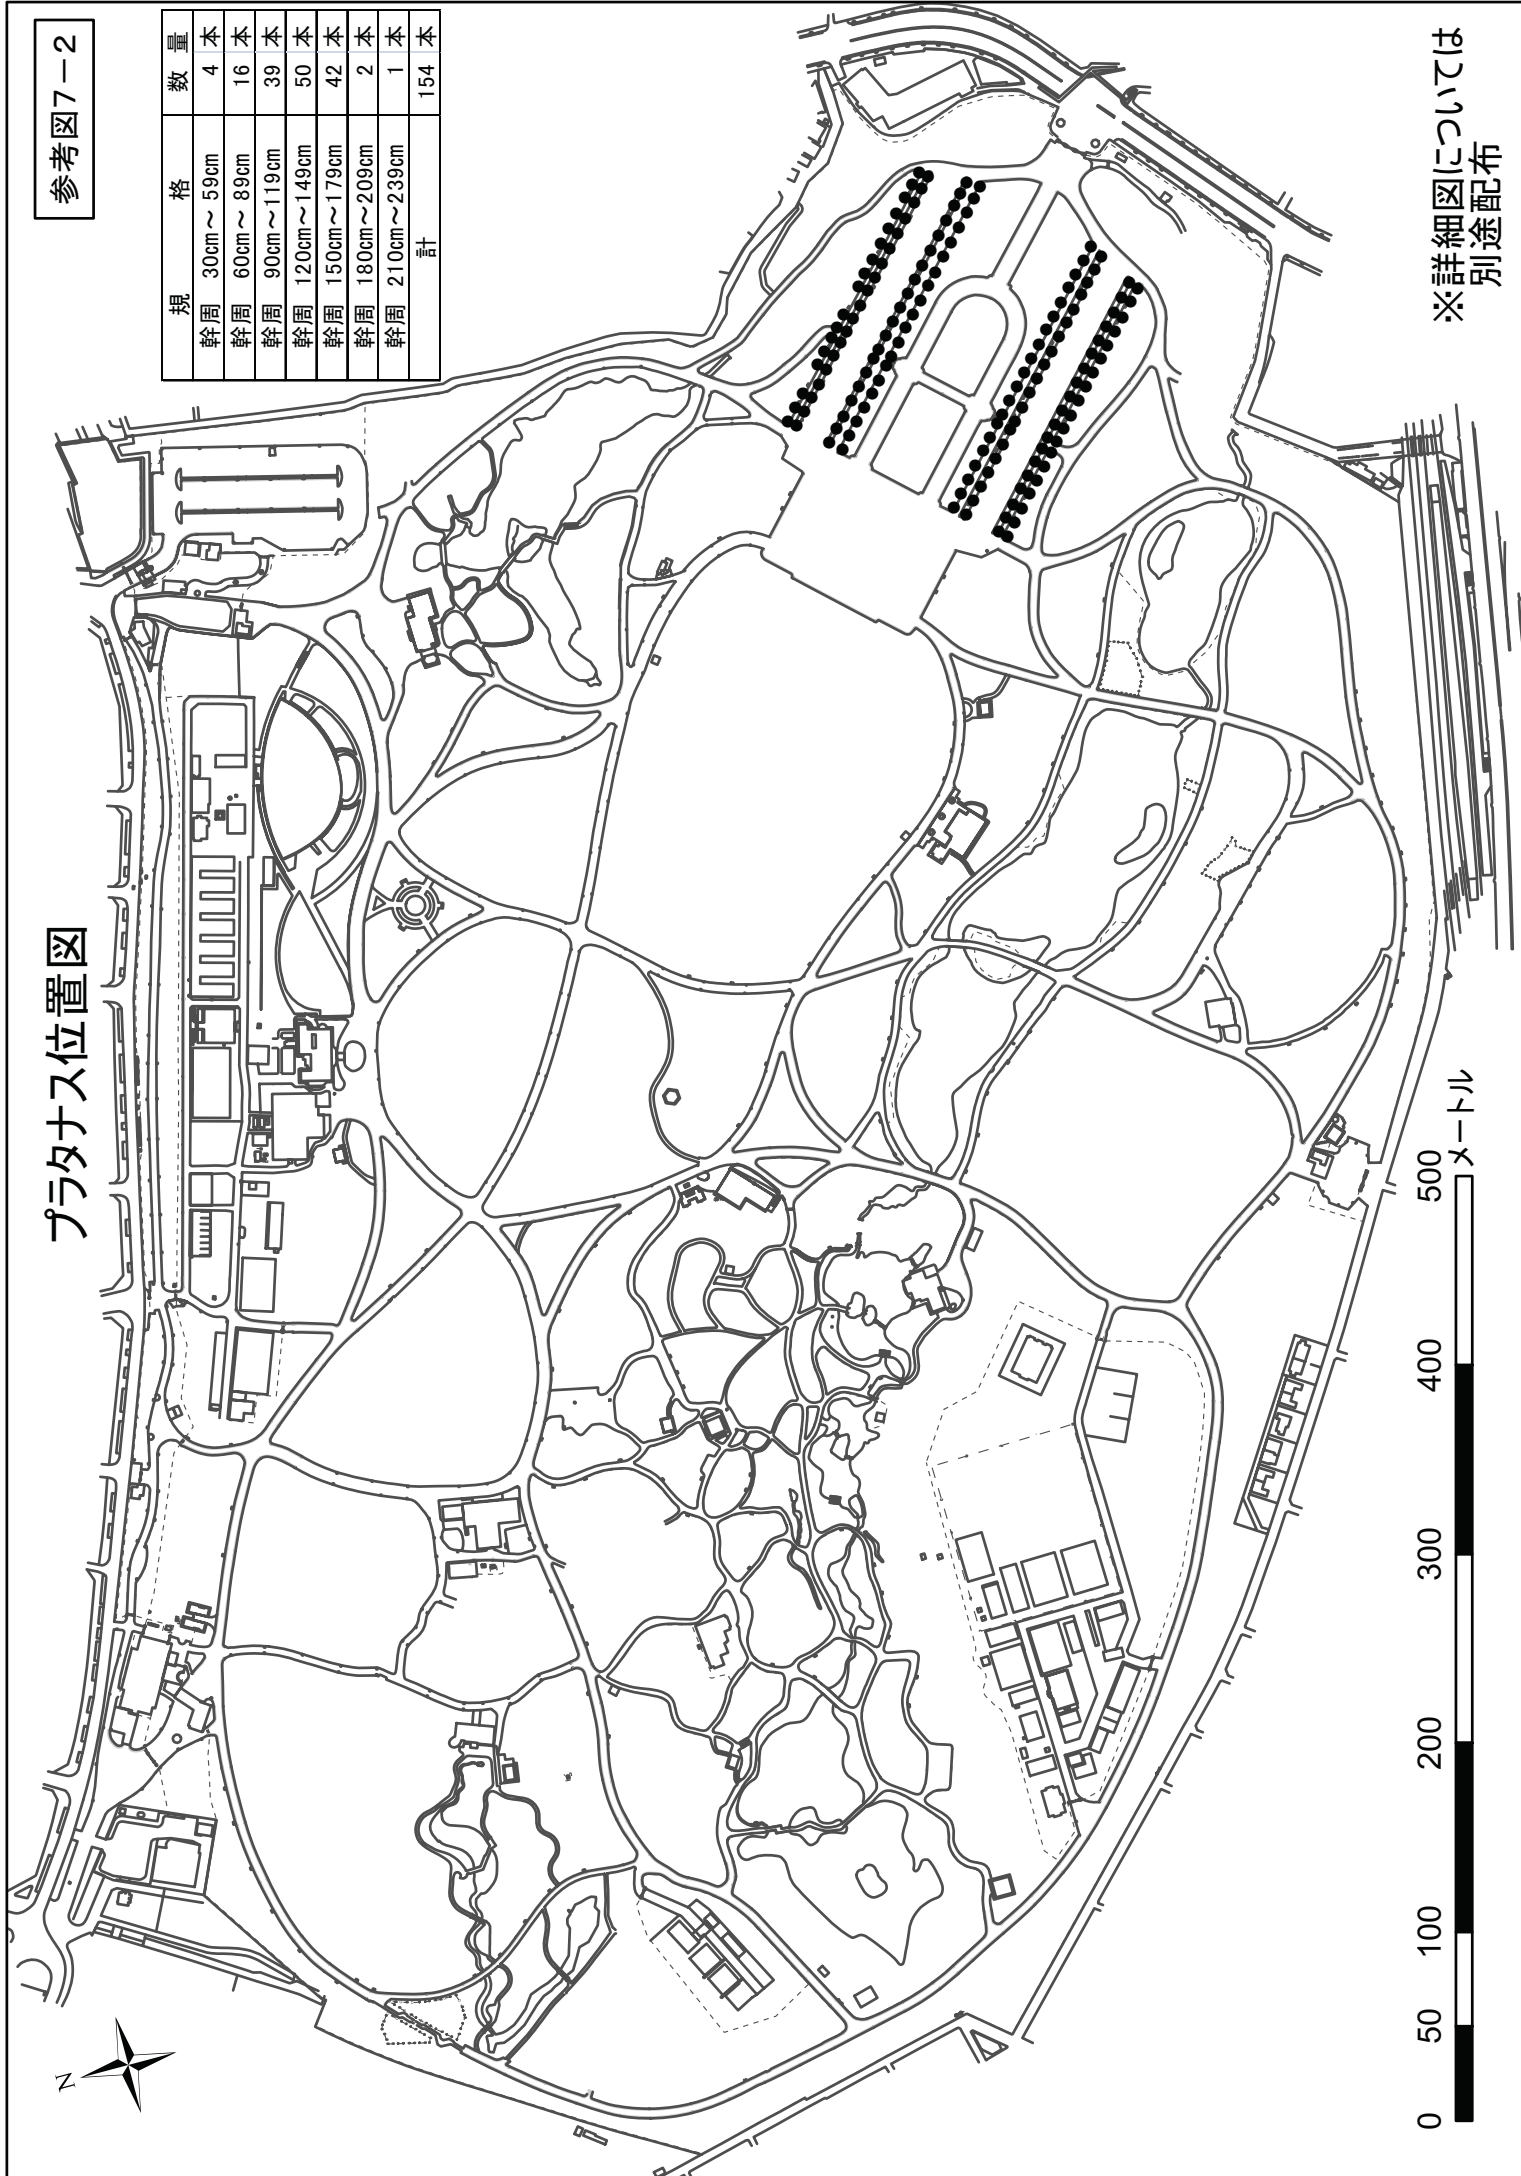 参考図7－2
プラタナス位置図
規 格 数 量
幹周 30cm～ 59cm 4 本
幹周 60cm～ 89cm 16 本
幹周 90cm～119cm 39 本
幹周 120cm～149cm 50 本
幹周 150cm～179cm 42 本
幹周 180cm～209cm 2 本
幹周 210cm～239cm 1 本
計 154 本
N
0 50 100 200 300 400 500
メートル
※詳細図については
別途配布